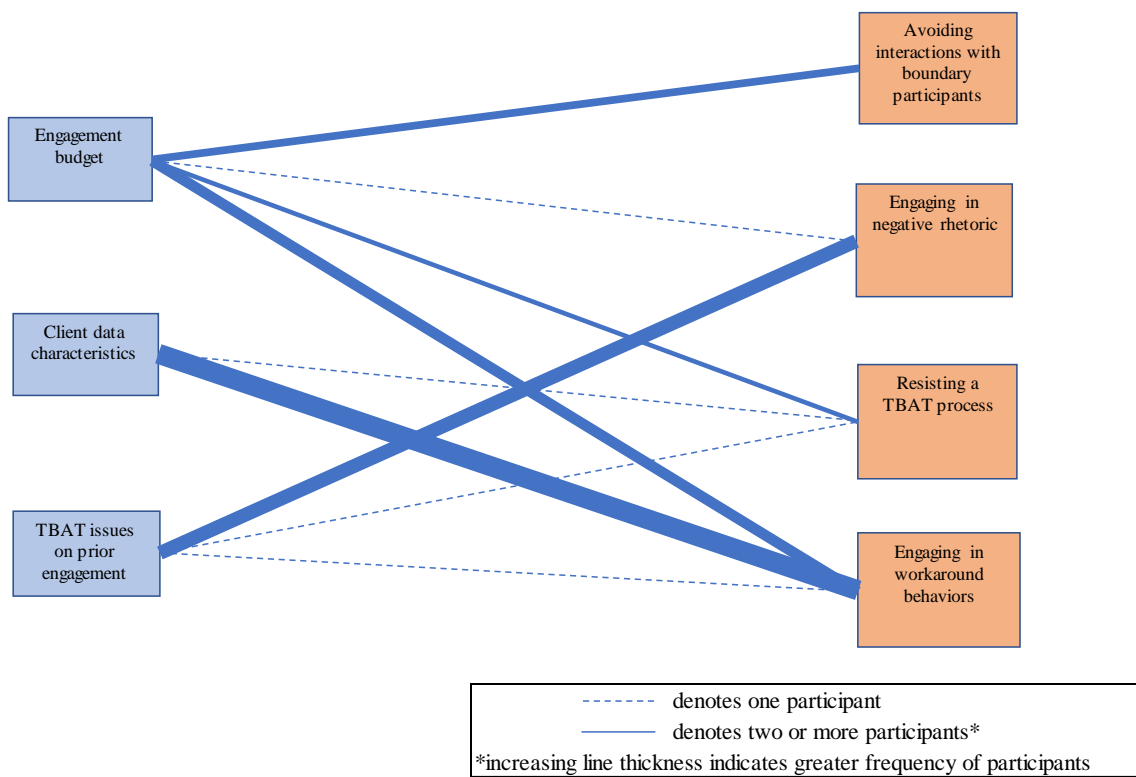 Engagement
budget
Client data
characteristics
TBAT issues
on prior
engagement
Avoiding
interactions with
boundary
participants
Engaging in
negative rhetoric
Resisting a
TBAT process
Engaging in
workaround
behaviors
denotes one participant
denotes two or more participants*
*increasing line thickness indicates greater frequency of participants